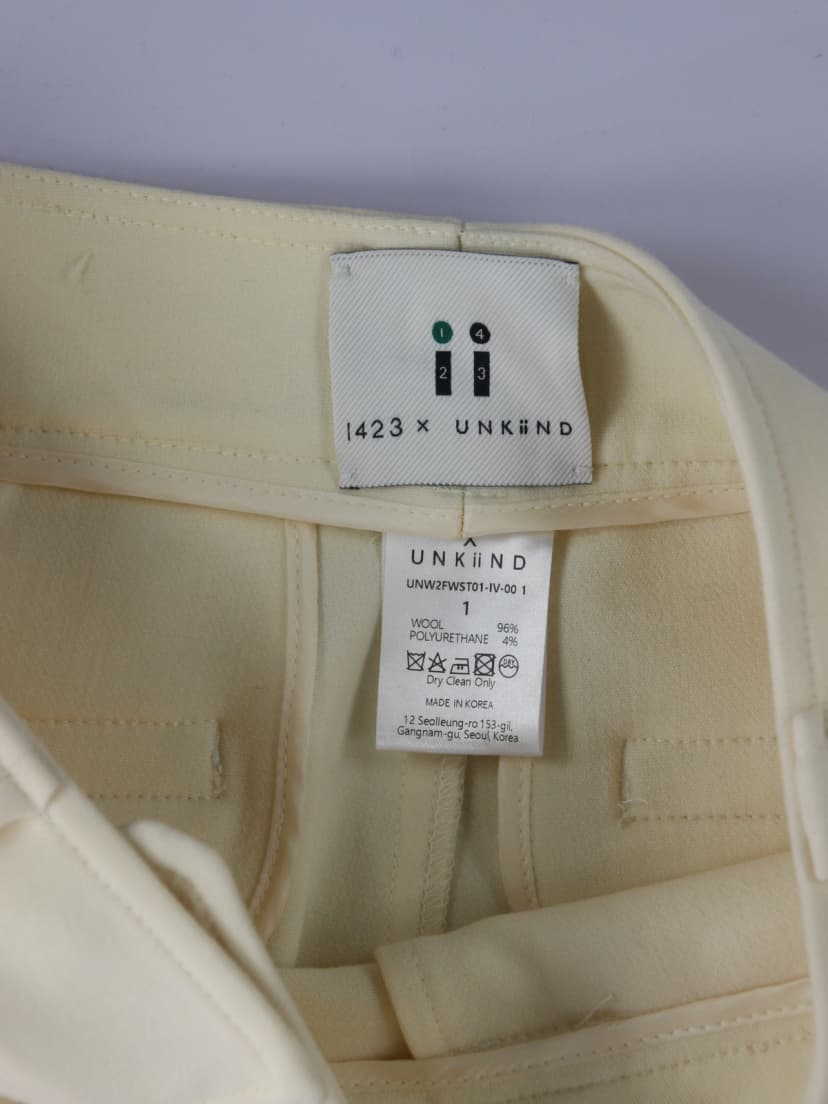 1 4
2 3
1423 × UNKiiND
X
UNKiiND
UNW2FWST01-IV-00 1
1
WOOL 96%
POLYURETHANE 4%
DRY
Dry Clean Only
MADE IN KOREA
12 Seolleung-ro 153-gil,
Gangnam-gu, Seoul, Korea